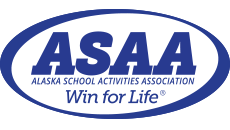 ASAA
ALASKA SCHOOL ACTIVITIES ASSOCIATION
Win for Life®